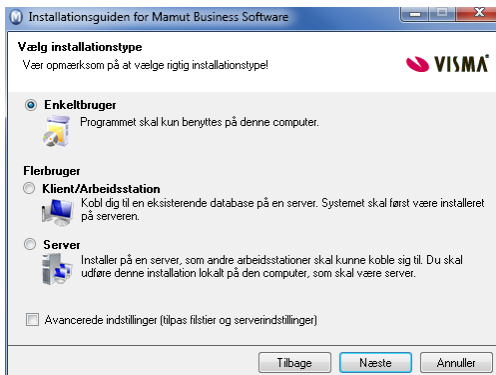 Installationsguiden for Mamut Business Software
Vælg installationstype
Vær opmærksom på at vælge rigtig installationstype!
VISMA
Enkeltbruger
Programmet skal kun benyttes på denne computer.
Flerbruger
Klient/Arbeidsstation
Kobl dig til en eksisterende database på en server. Systemet skal først være installeret
på serveren.
Server
Installer på en server, som andre arbeidsstationer skal kunne koble sig til. Du skal
udføre denne installation lokalt på den computer, som skal være server.
Avancerede indstillinger (tilpas filstier og serverindstillinger)
Tilbage
Næste
Annuller